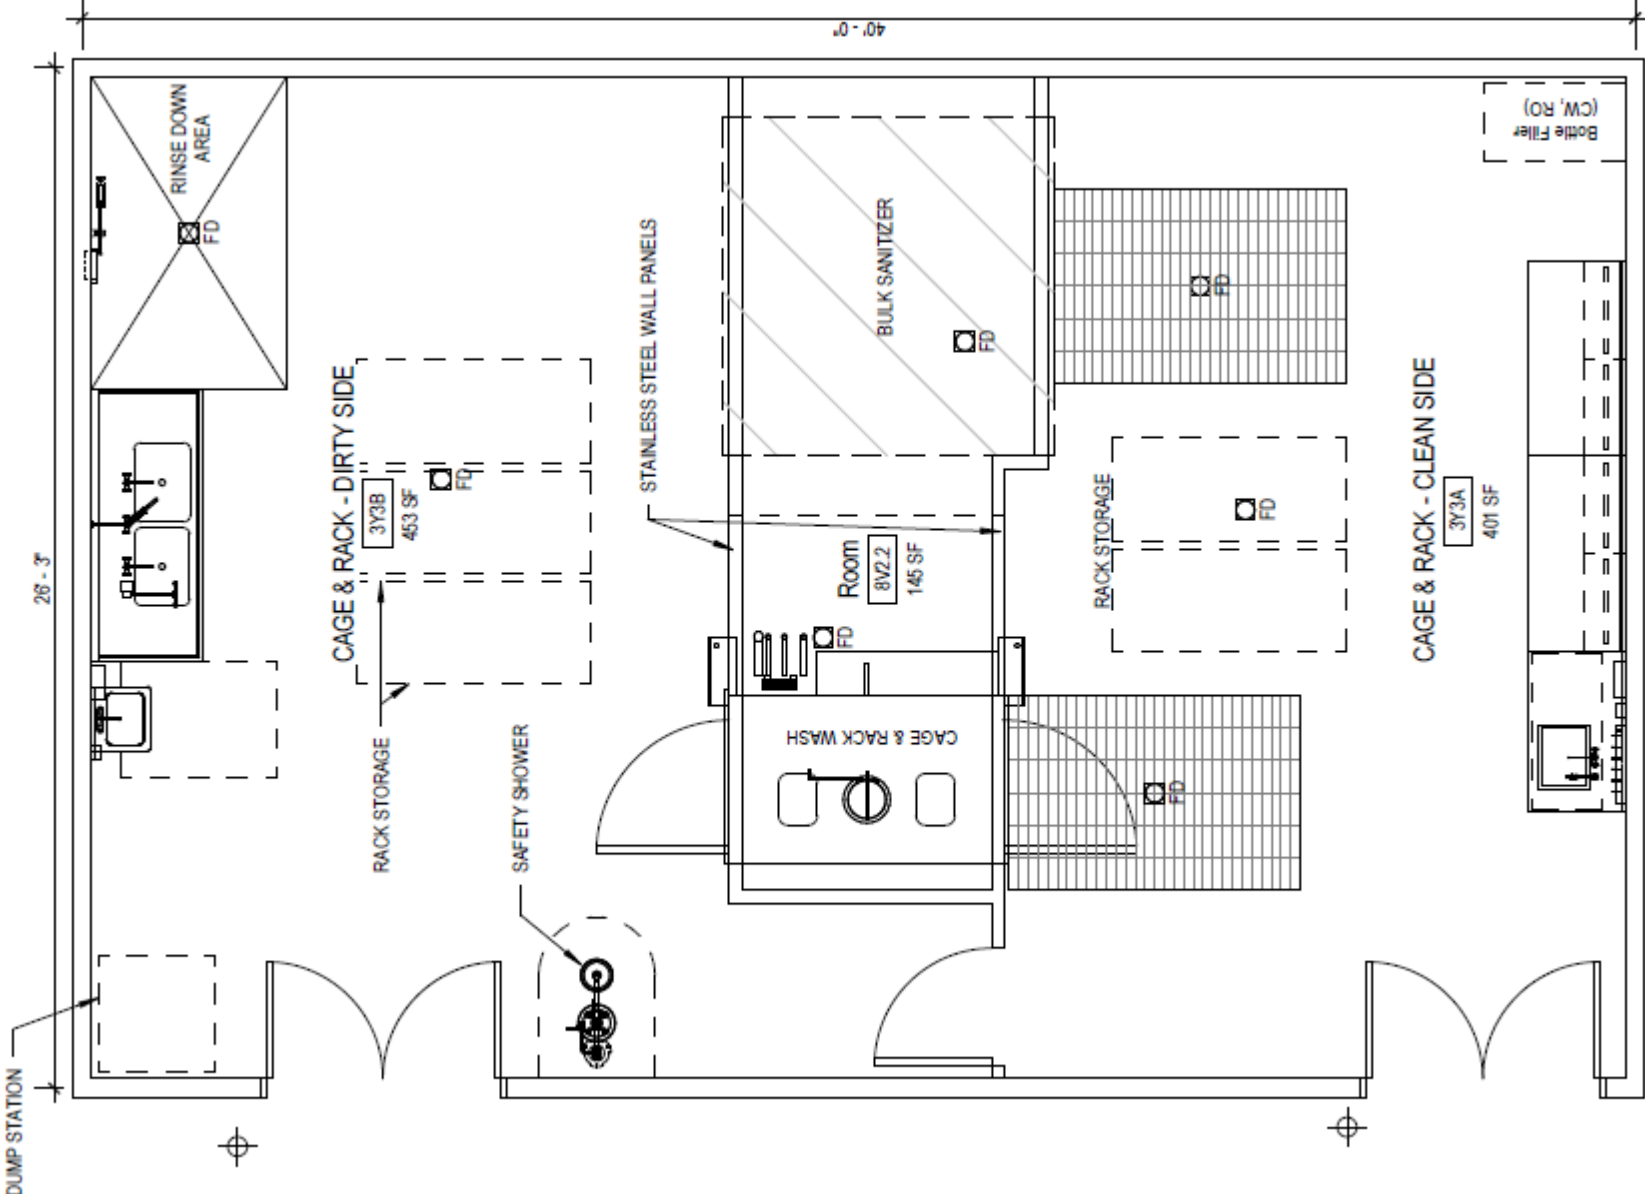 40' - 0"
26' - 3"
RINSE DOWN
AREA
FD
Bottle Filler
(CW, RO)
STAINLESS STEEL WALL PANELS
BULK SANITIZER
FD
FD
CAGE & RACK - DIRTY SIDE
3Y3B
453 SF
FD
RACK STORAGE
Room
8V2.2
145 SF
FD
RACK STORAGE
FD
CAGE & RACK - CLEAN SIDE
3Y3A
401 SF
SAFETY SHOWER
CAGE & RACK WASH
FD
DUMP STATION